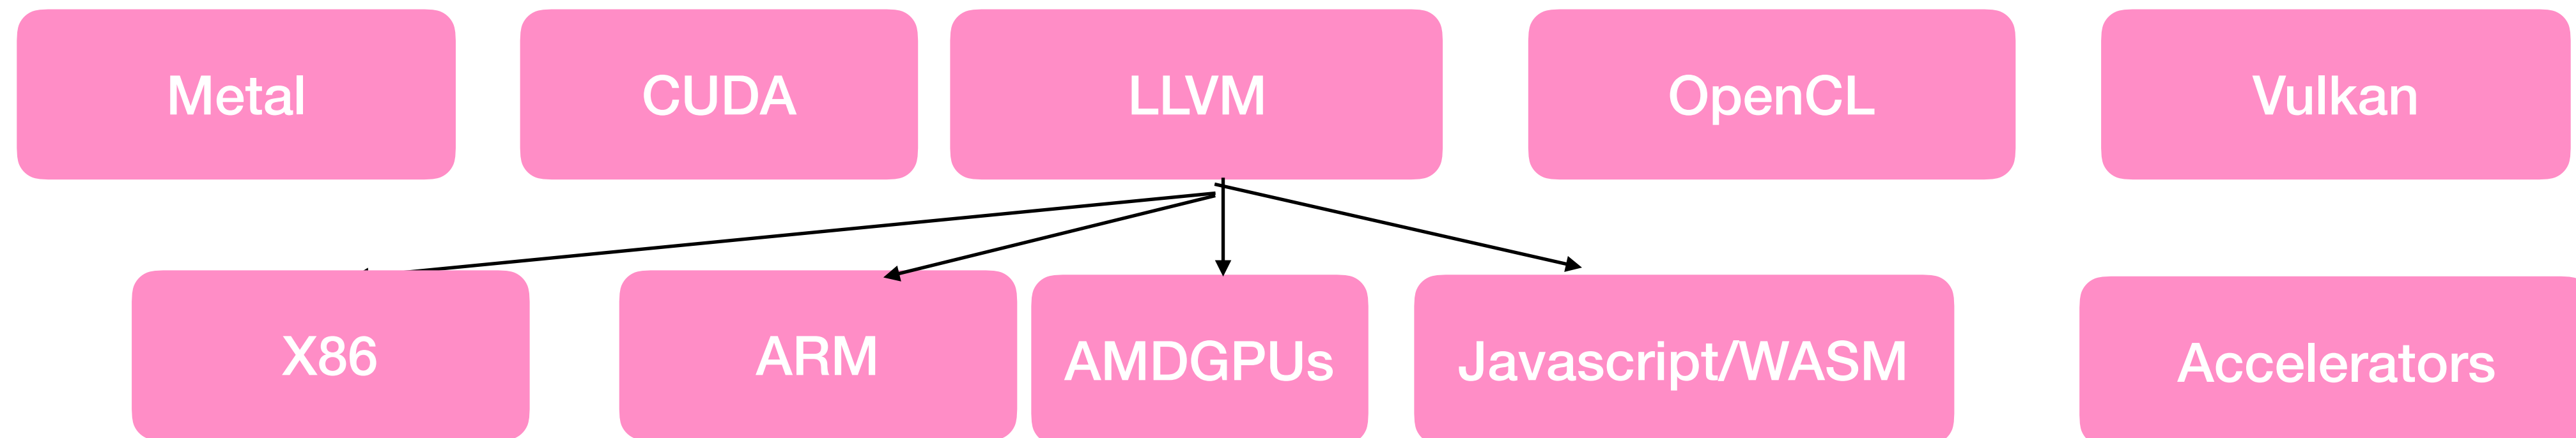 Metal
CUDA
LLVM
OpenCL
Vulkan
X86
ARM
AMDGPUs
Javascript/WASM
Accelerators